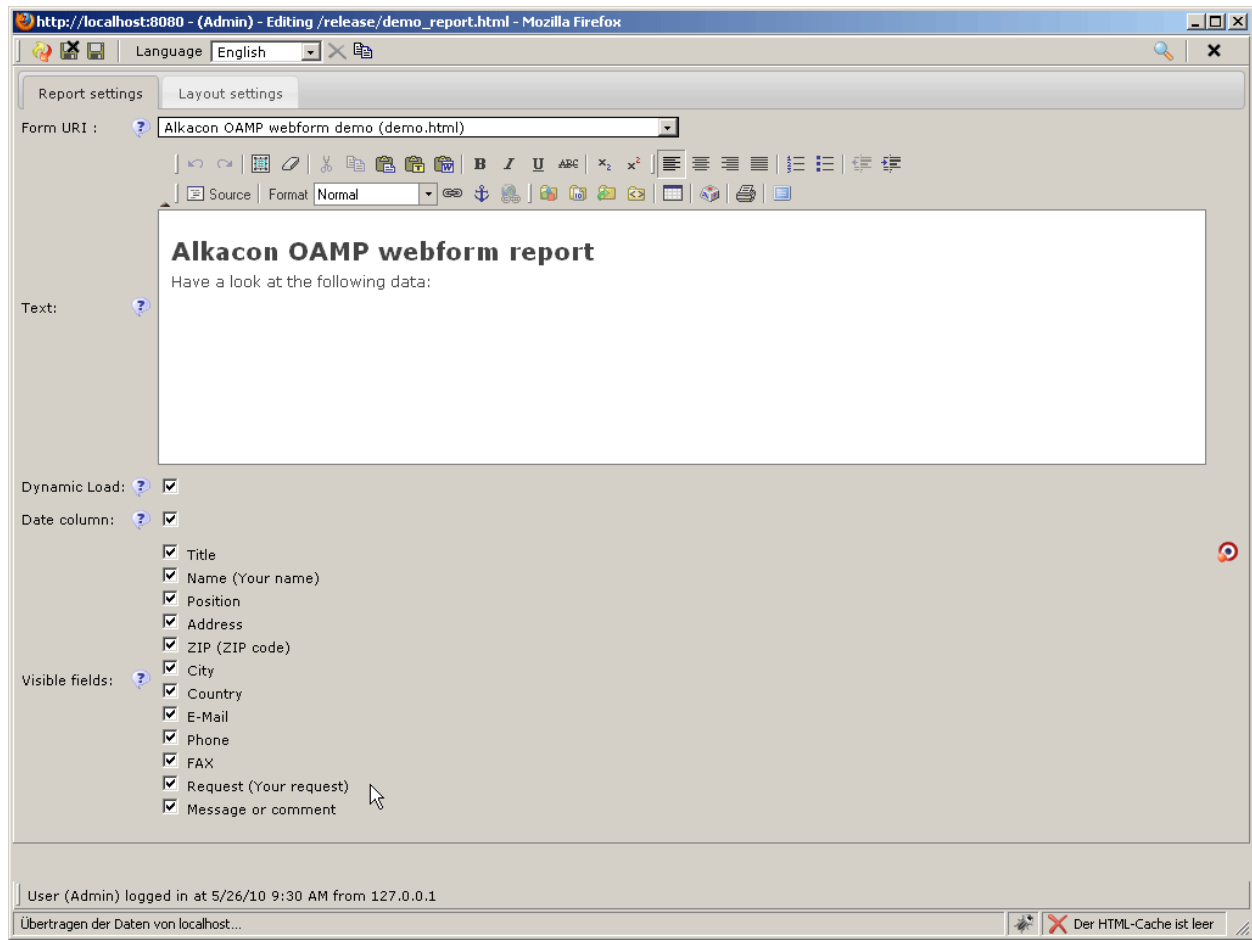 http://localhost:8080 - (Admin) - Editing /release/demo_report.html - Mozilla Firefox
Language English
Report settings Layout settings
Form URI : Alkacon OAMP webform demo (demo.html)
B I U ABC x₂ x²
Source Format Normal
Alkacon OAMP webform report
Have a look at the following data:
Text:
Dynamic Load:
Date column:
Visible fields:
Title
Name (Your name)
Position
Address
ZIP (ZIP code)
City
Country
E-Mail
Phone
FAX
Request (Your request)
Message or comment
User (Admin) logged in at 5/26/10 9:30 AM from 127.0.0.1
Übertragen der Daten von localhost... Der HTML-Cache ist leer